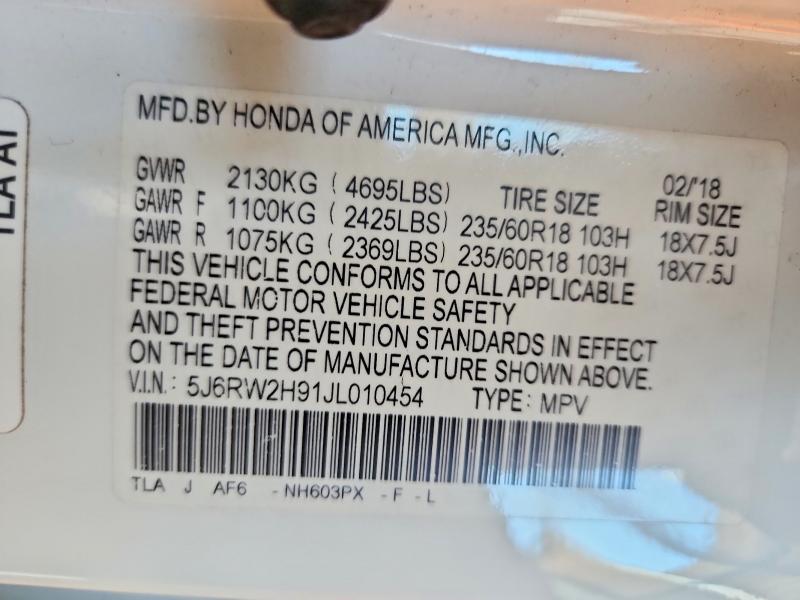 TLA A1
MFD.BY HONDA OF AMERICA MFG.,INC.
02/'18
GVWR 2130KG ( 4695LBS) TIRE SIZE RIM SIZE
GAWR F 1100KG ( 2425LBS) 235/60R18 103H 18X7.5J
GAWR R 1075KG ( 2369LBS) 235/60R18 103H 18X7.5J
THIS VEHICLE CONFORMS TO ALL APPLICABLE
FEDERAL MOTOR VEHICLE SAFETY
AND THEFT PREVENTION STANDARDS IN EFFECT
ON THE DATE OF MANUFACTURE SHOWN ABOVE.
V.I.N.: 5J6RW2H91JL010454 TYPE: MPV
TLA J AF6 - NH603PX - F - L